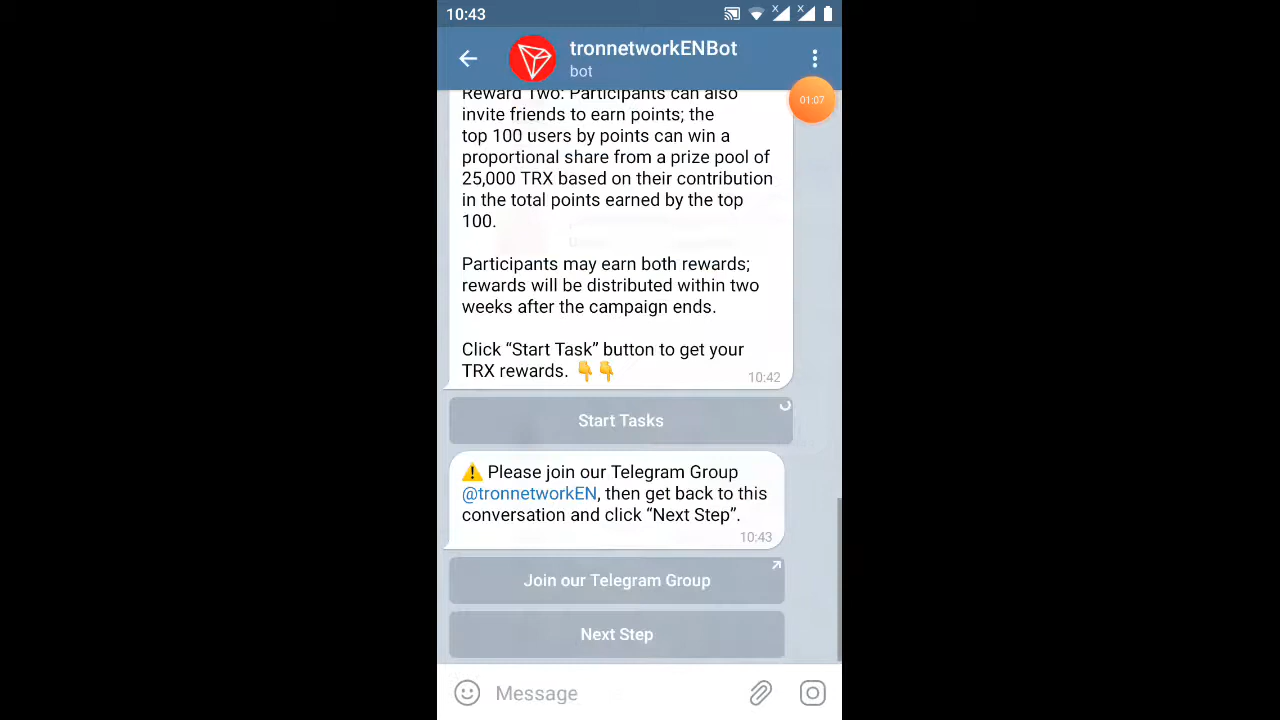 10:43
tronnetworkENBot
bot
01:07
Reward Two: Participants can also
invite friends to earn points; the
top 100 users by points can win a
proportional share from a prize pool of
25,000 TRX based on their contribution
in the total points earned by the top
100.
Participants may earn both rewards;
rewards will be distributed within two
weeks after the campaign ends.
Click “Start Task” button to get your
TRX rewards. 👇👇
10:42
Start Tasks
⚠️ Please join our Telegram Group
@tronnetworkEN, then get back to this
conversation and click “Next Step”.
10:43
Join our Telegram Group
Next Step
Message